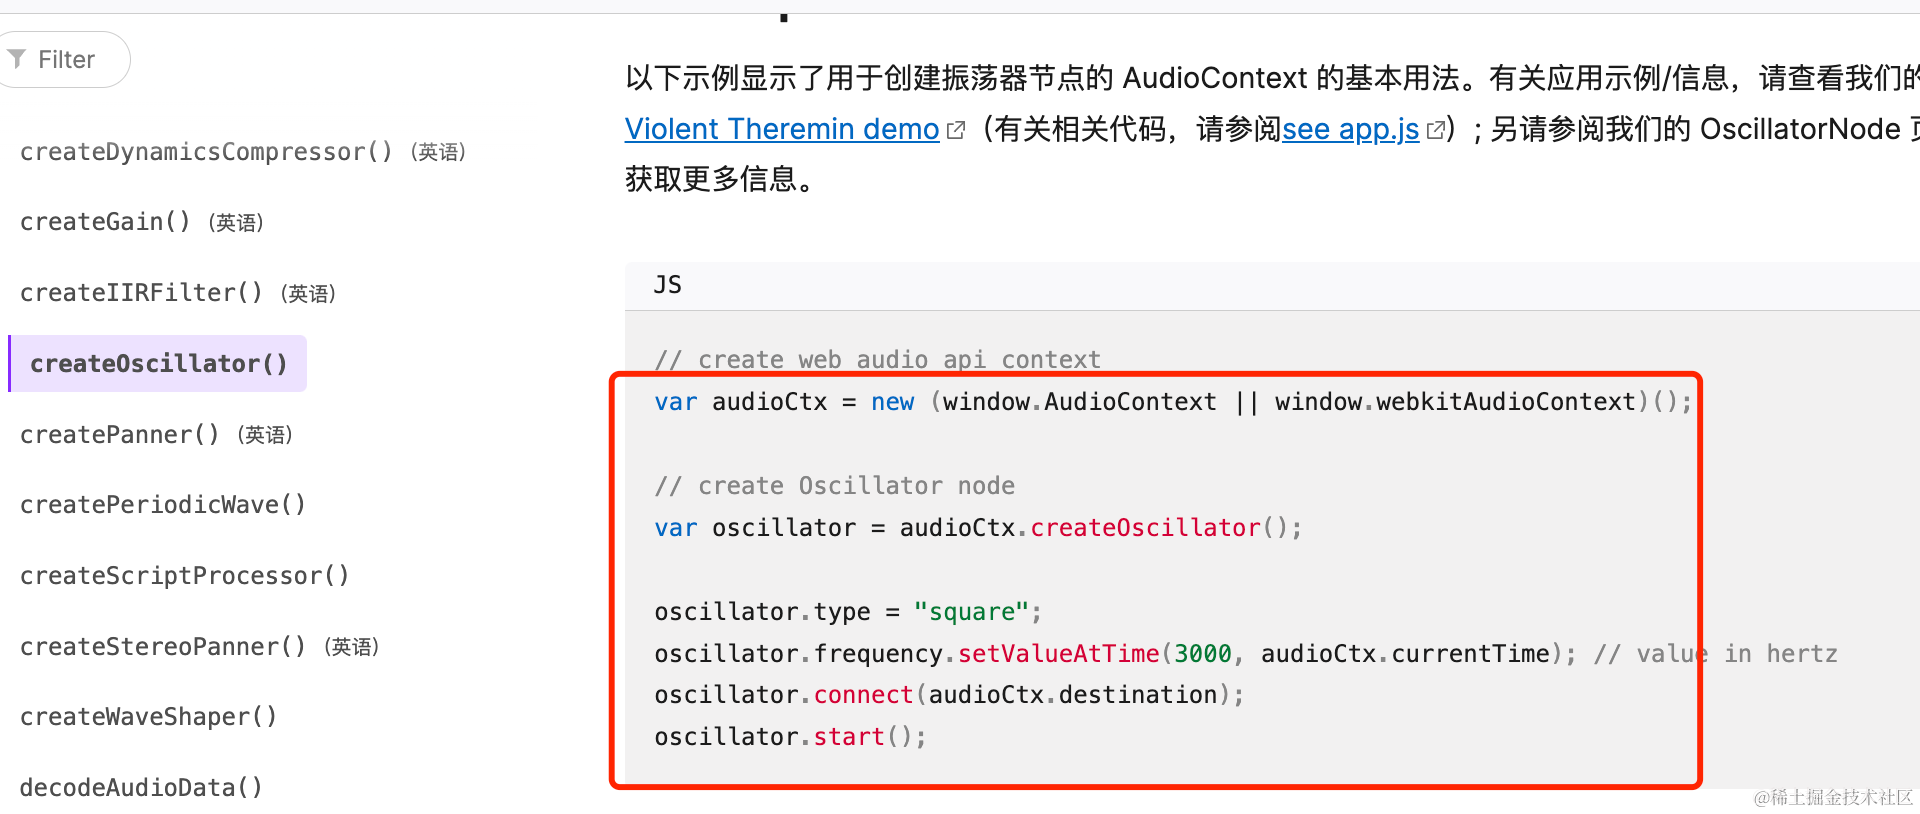 Filter
createDynamicsCompressor() (英语)
createGain() (英语)
createIIRFilter() (英语)
createOscillator()
createPanner() (英语)
createPeriodicWave()
createScriptProcessor()
createStereoPanner() (英语)
createWaveShaper()
decodeAudioData()
以下示例显示了用于创建振荡器节点的 AudioContext 的基本用法。有关应用示例/信息，请查看我们的
Violent Theremin demo（有关相关代码，请参阅see app.js）; 另请参阅我们的 OscillatorNode
获取更多信息。
JS
// create web audio api context
var audioCtx = new (window.AudioContext || window.webkitAudioContext)();
// create Oscillator node
var oscillator = audioCtx.createOscillator();
oscillator.type = "square";
oscillator.frequency.setValueAtTime(3000, audioCtx.currentTime); // value in hertz
oscillator.connect(audioCtx.destination);
oscillator.start();
@稀土掘金技术社区